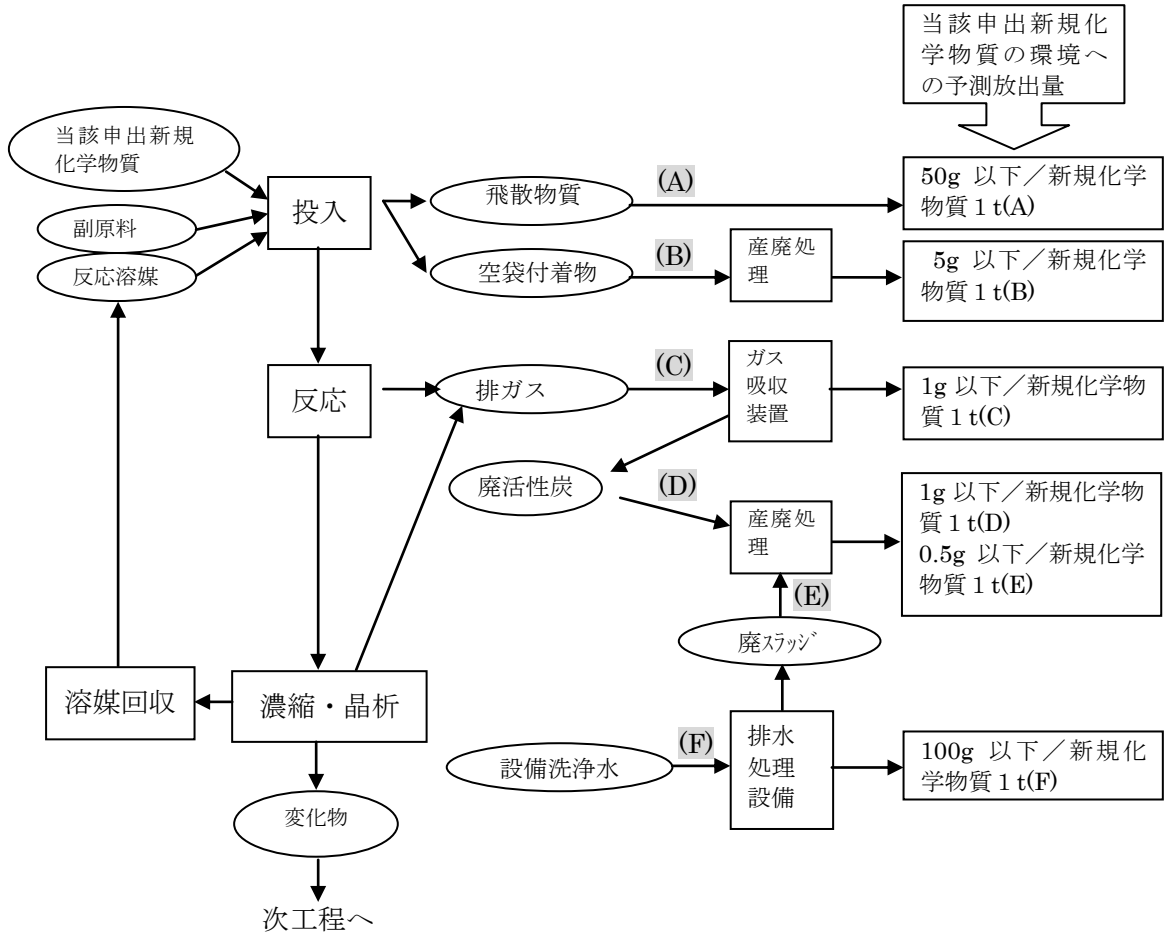 当該申出新規化
学物質の環境へ
の予測放出量
当該申出新規
化学物質
副原料
反応溶媒
投入
飛散物質
(A)
50g 以下／新規化学
物質１t(A)
空袋付着物
(B)
産廃処
理
5g 以下／新規化学
物質１t(B)
反応
排ガス
(C)
ガス
吸収
装置
1g 以下／新規化学物
質１t(C)
廃活性炭
(D)
産廃処
理
1g 以下／新規化学物
質１t(D)
0.5g 以下／新規化学
物質１t(E)
(E)
廃ｽﾗｯｼﾞ
溶媒回収
濃縮・晶析
設備洗浄水
(F)
排水
処理
設備
100g 以下／新規化
学物質１t(F)
変化物
次工程へ